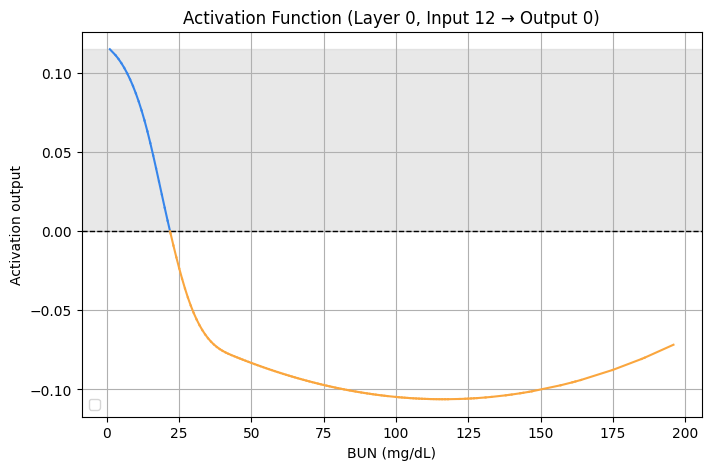 Activation Function (Layer 0, Input 12 → Output 0)
Activation output
0.10
0.05
0.00
−0.05
−0.10
0 25 50 75 100 125 150 175 200
BUN (mg/dL)